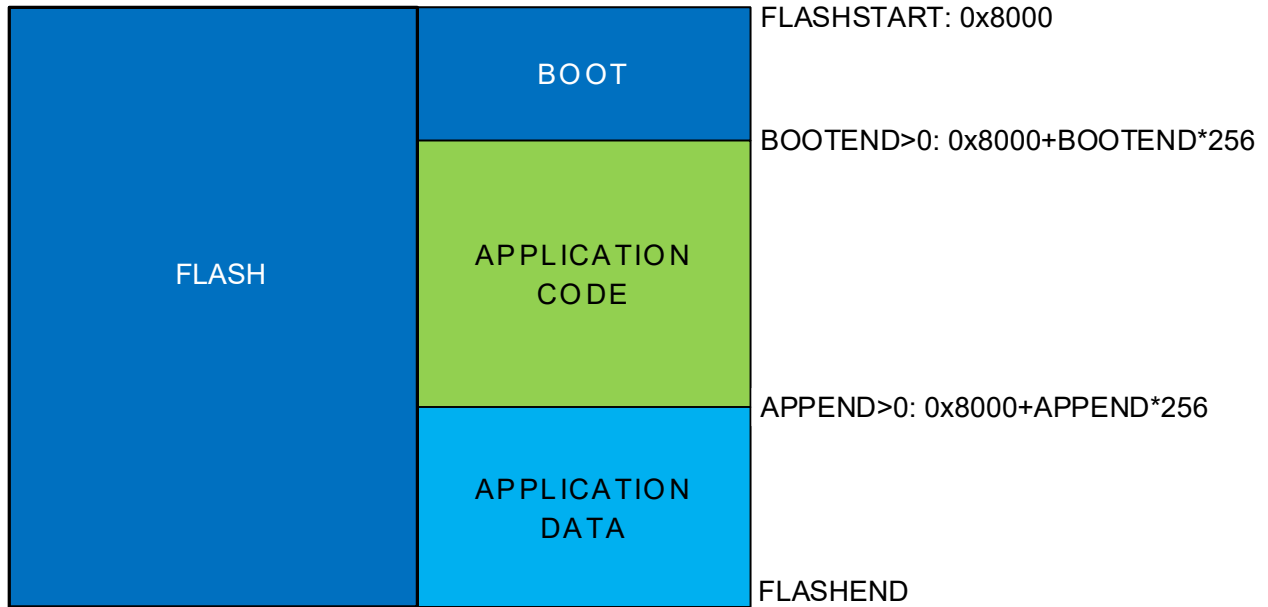 FLASHSTART: 0x8000
BOOT
BOOTEND>0: 0x8000+BOOTEND*256
FLASH
APPLICATION
CODE
APPEND>0: 0x8000+APPEND*256
APPLICATION
DATA
FLASHEND